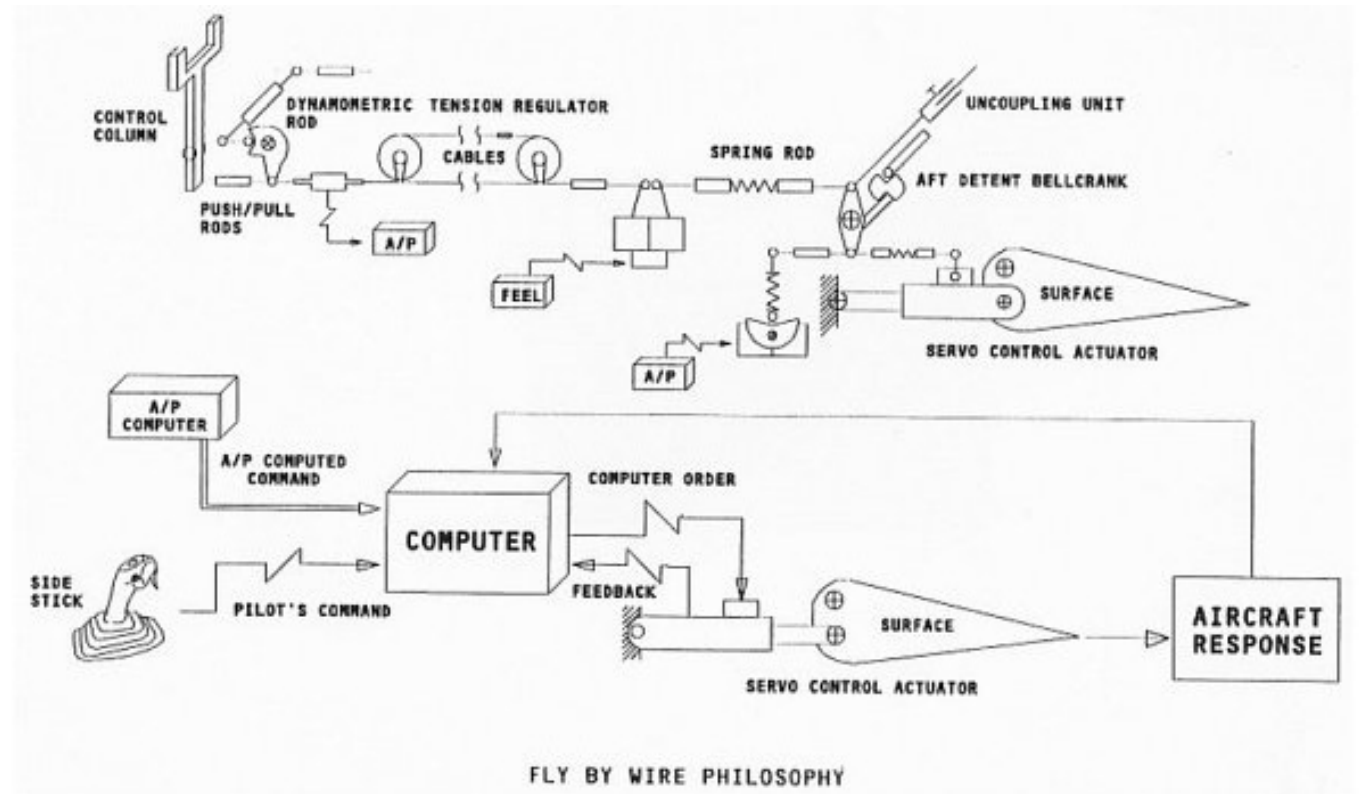 CONTROL
COLUMN
DYNAMOMETRIC
ROD
TENSION REGULATOR
CABLES
PUSH/PULL
RODS
A/P
FEEL
SPRING ROD
UNCOUPLING UNIT
AFT DETENT BELLCRANK
A/P
SURFACE
SERVO CONTROL ACTUATOR
A/P
COMPUTER
A/P COMPUTED
COMMAND
COMPUTER
COMPUTER ORDER
FEEDBACK
SIDE
STICK
PILOT'S COMMAND
SURFACE
SERVO CONTROL ACTUATOR
AIRCRAFT
RESPONSE
FLY BY WIRE PHILOSOPHY